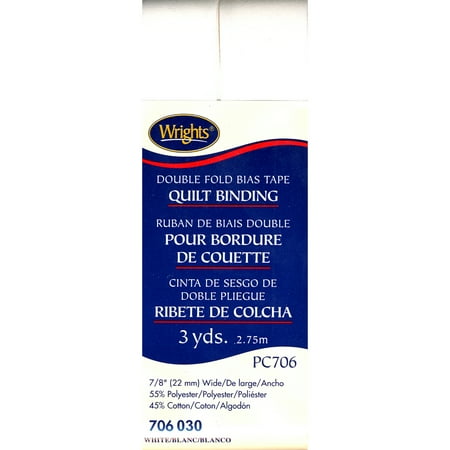 Wrights®
DOUBLE FOLD BIAS TAPE
QUILT BINDING
RUBAN DE BIAIS DOUBLE
POUR BORDURE
DE COUETTE
CINTA DE SESGO DE
DOBLE PLIEGUE
RIBETE DE COLCHA
3 yds. 2.75m
PC706
7/8" (22 mm) Wide/De large/Ancho
55% Polyester/Polyester/Poliéster
45% Cotton/Coton/Algodón
706 030
WHITE/BLANC/BLANCO